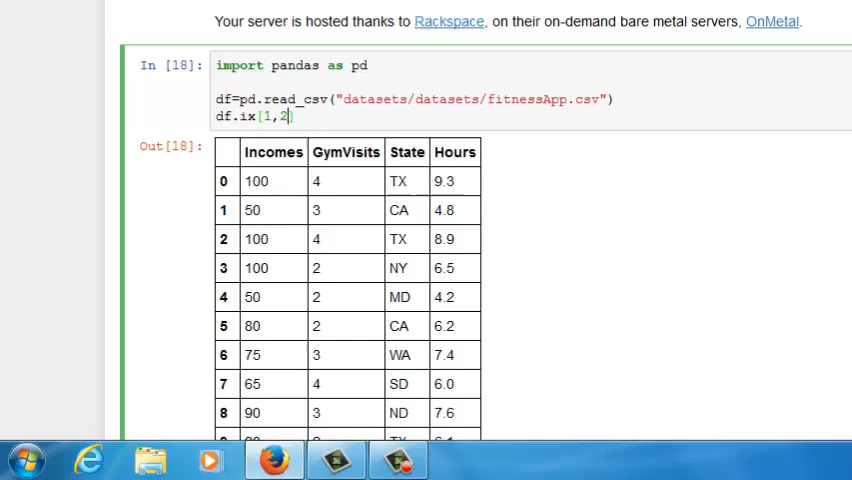 Your server is hosted thanks to Rackspace, on their on-demand bare metal servers, OnMetal.
In [18]: import pandas as pd
df=pd.read_csv("datasets/datasets/fitnessApp.csv")
df.ix[1,2]
Out[18]:
Incomes GymVisits State Hours
0 100 4 TX 9.3
1 50 3 CA 4.8
2 100 4 TX 8.9
3 100 2 NY 6.5
4 50 2 MD 4.2
5 80 2 CA 6.2
6 75 3 WA 7.4
7 65 4 SD 6.0
8 90 3 ND 7.6